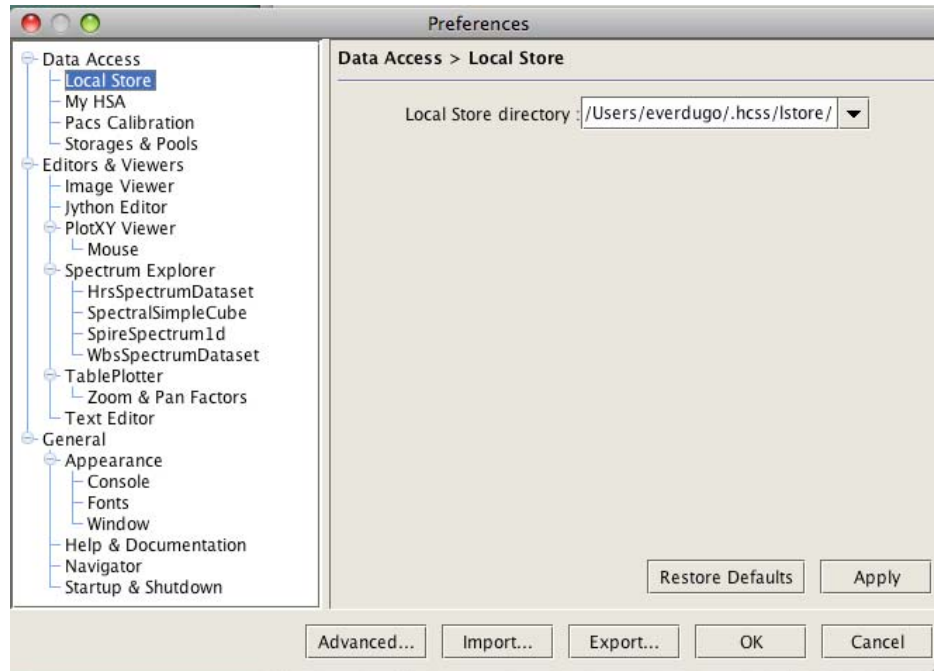 Preferences
Data Access
Local Store
My HSA
Pacs Calibration
Storages & Pools
Editors & Viewers
Image Viewer
Jython Editor
PlotXY Viewer
Mouse
Spectrum Explorer
HrsSpectrumDataset
SpectralSimpleCube
SpireSpectrum1d
WbsSpectrumDataset
TablePlotter
Zoom & Pan Factors
Text Editor
General
Appearance
Console
Fonts
Window
Help & Documentation
Navigator
Startup & Shutdown
Data Access > Local Store
Local Store directory : /Users/everdugo/.hcss/lstore/
Restore Defaults Apply
Advanced... Import... Export... OK Cancel